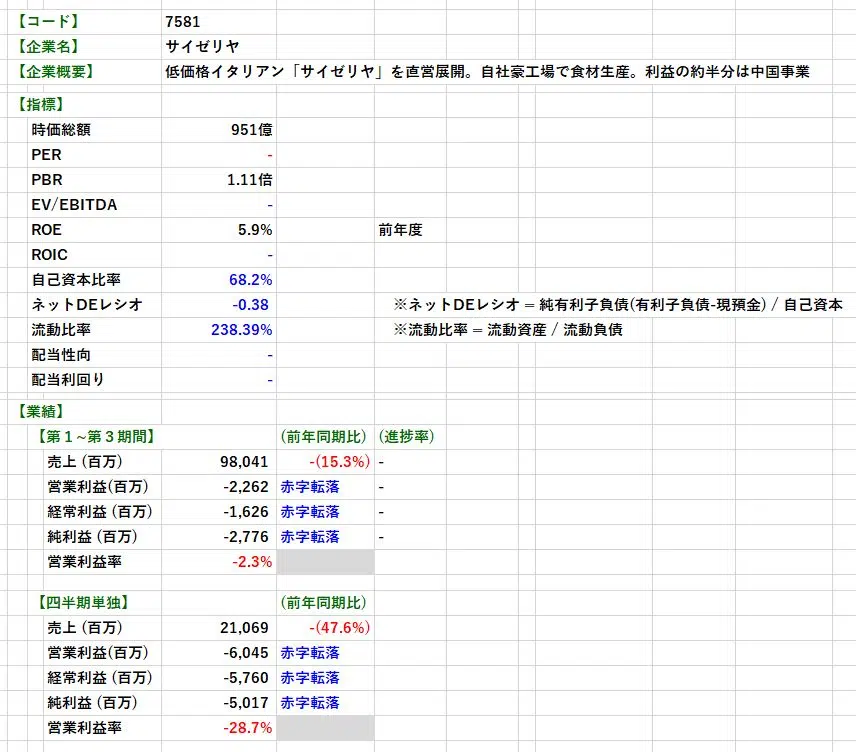 【コード】 7581
【企業名】 サイゼリヤ
【企業概要】 低価格イタリアン「サイゼリヤ」を直営展開。自社豪工場で食材生産。利益の約半分は中国事業
【指標】
時価総額 951億
PER -
PBR 1.11倍
EV/EBITDA -
ROE 5.9% 前年度
ROIC -
自己資本比率 68.2%
ネットDEレシオ -0.38 ※ネットDEレシオ = 純有利子負債(有利子負債-現預金) / 自己資本
流動比率 238.39% ※流動比率 = 流動資産 / 流動負債
配当性向 -
配当利回り -
【業績】
【第１~第３期間】 (前年同期比) (進捗率)
売上 (百万) 98,041 -(15.3%) -
営業利益(百万) -2,262 赤字転落 -
経常利益 (百万) -1,626 赤字転落 -
純利益 (百万) -2,776 赤字転落 -
営業利益率 -2.3%
【四半期単独】 (前年同期比)
売上 (百万) 21,069 -(47.6%)
営業利益(百万) -6,045 赤字転落
経常利益 (百万) -5,760 赤字転落
純利益 (百万) -5,017 赤字転落
営業利益率 -28.7%